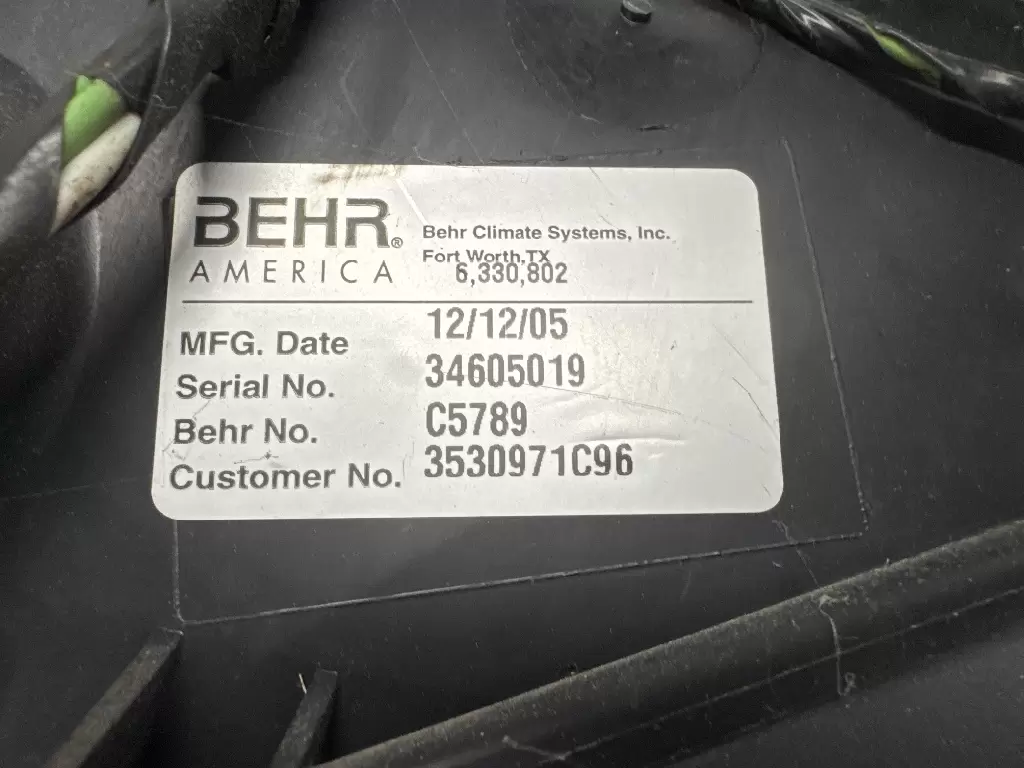 BEHR®
AMERICA
Behr Climate Systems, Inc.
Fort Worth, TX
6,330,802
MFG. Date 12/12/05
Serial No. 34605019
Behr No. C5789
Customer No. 3530971C96